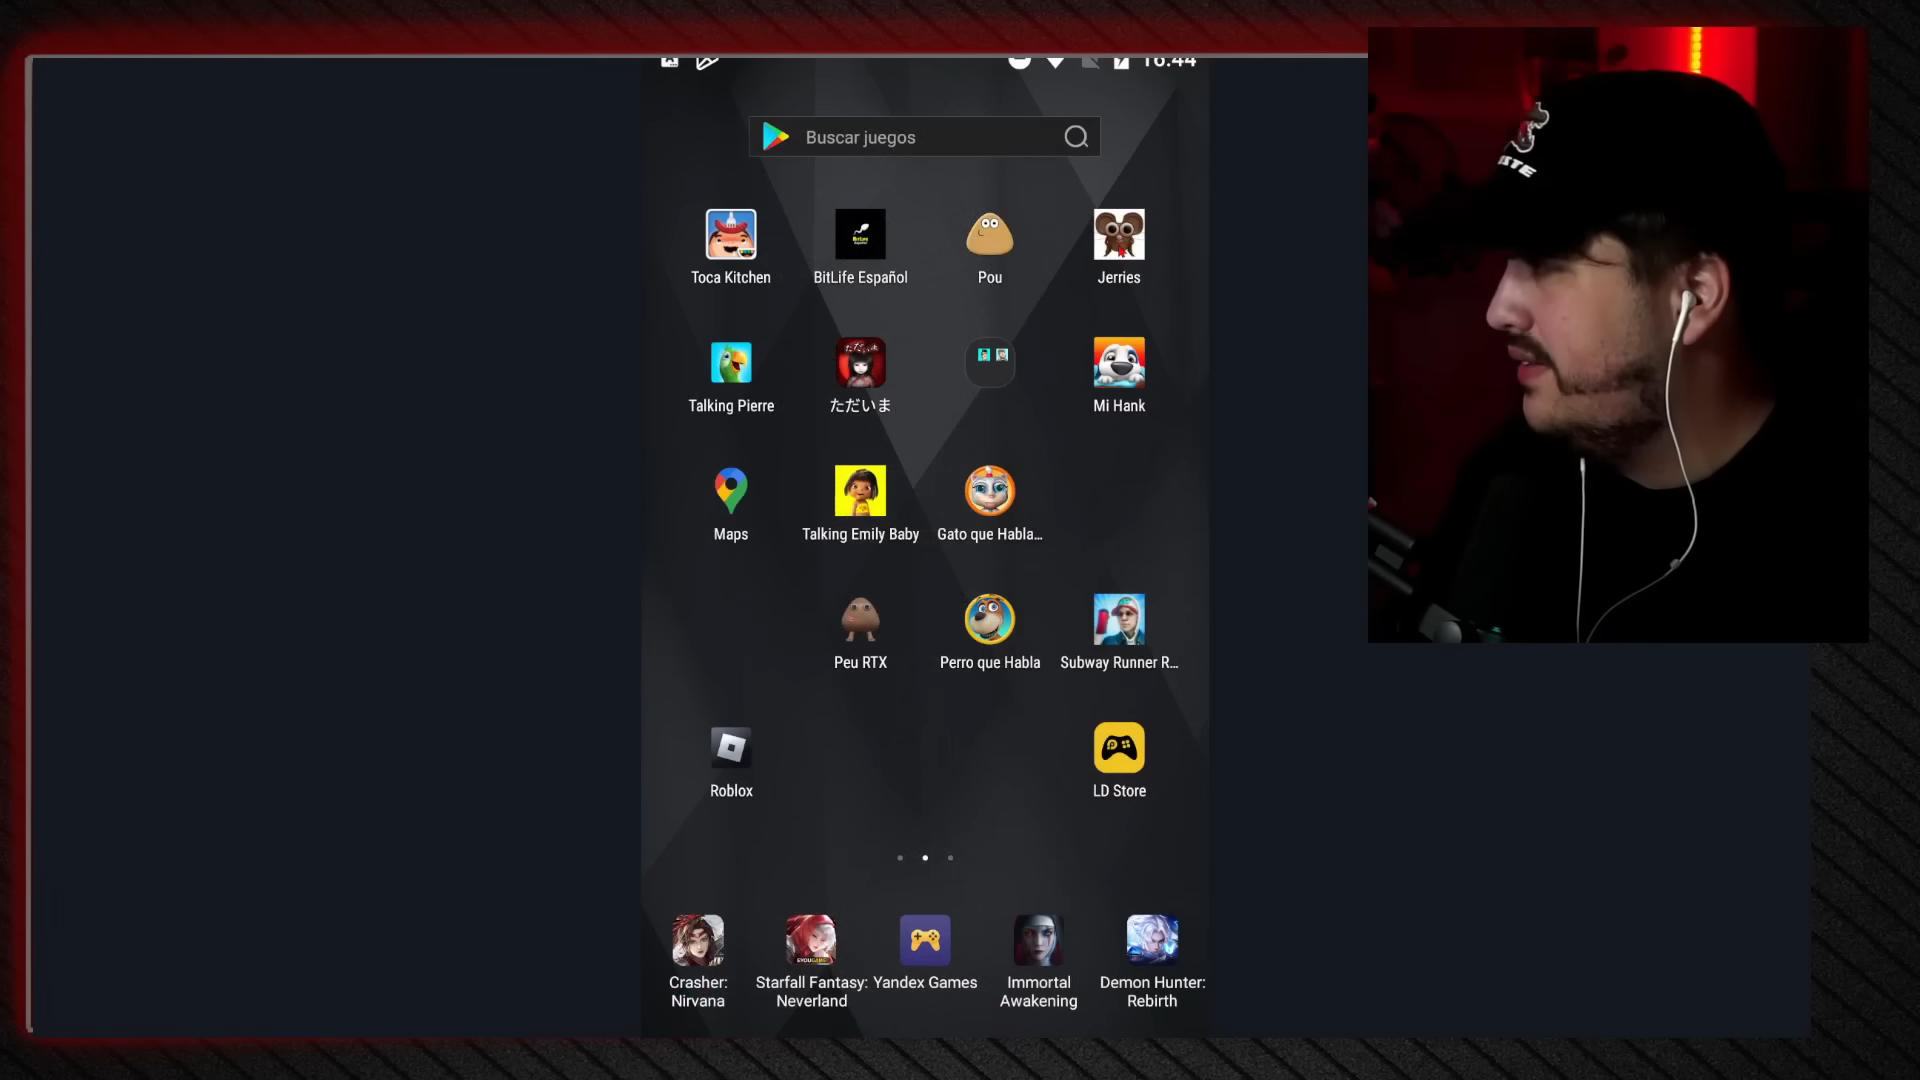 16:44
Buscar juegos
Toca Kitchen
BitLife Español
Pou
Jerries
Talking Pierre
ただいま
Mi Hank
Maps
Talking Emily Baby
Gato que Habla...
Peu RTX
Perro que Habla
Subway Runner R...
Roblox
LD Store
Crasher:
Nirvana
Starfall Fantasy:
Neverland
Yandex Games
Immortal
Awakening
Demon Hunter:
Rebirth